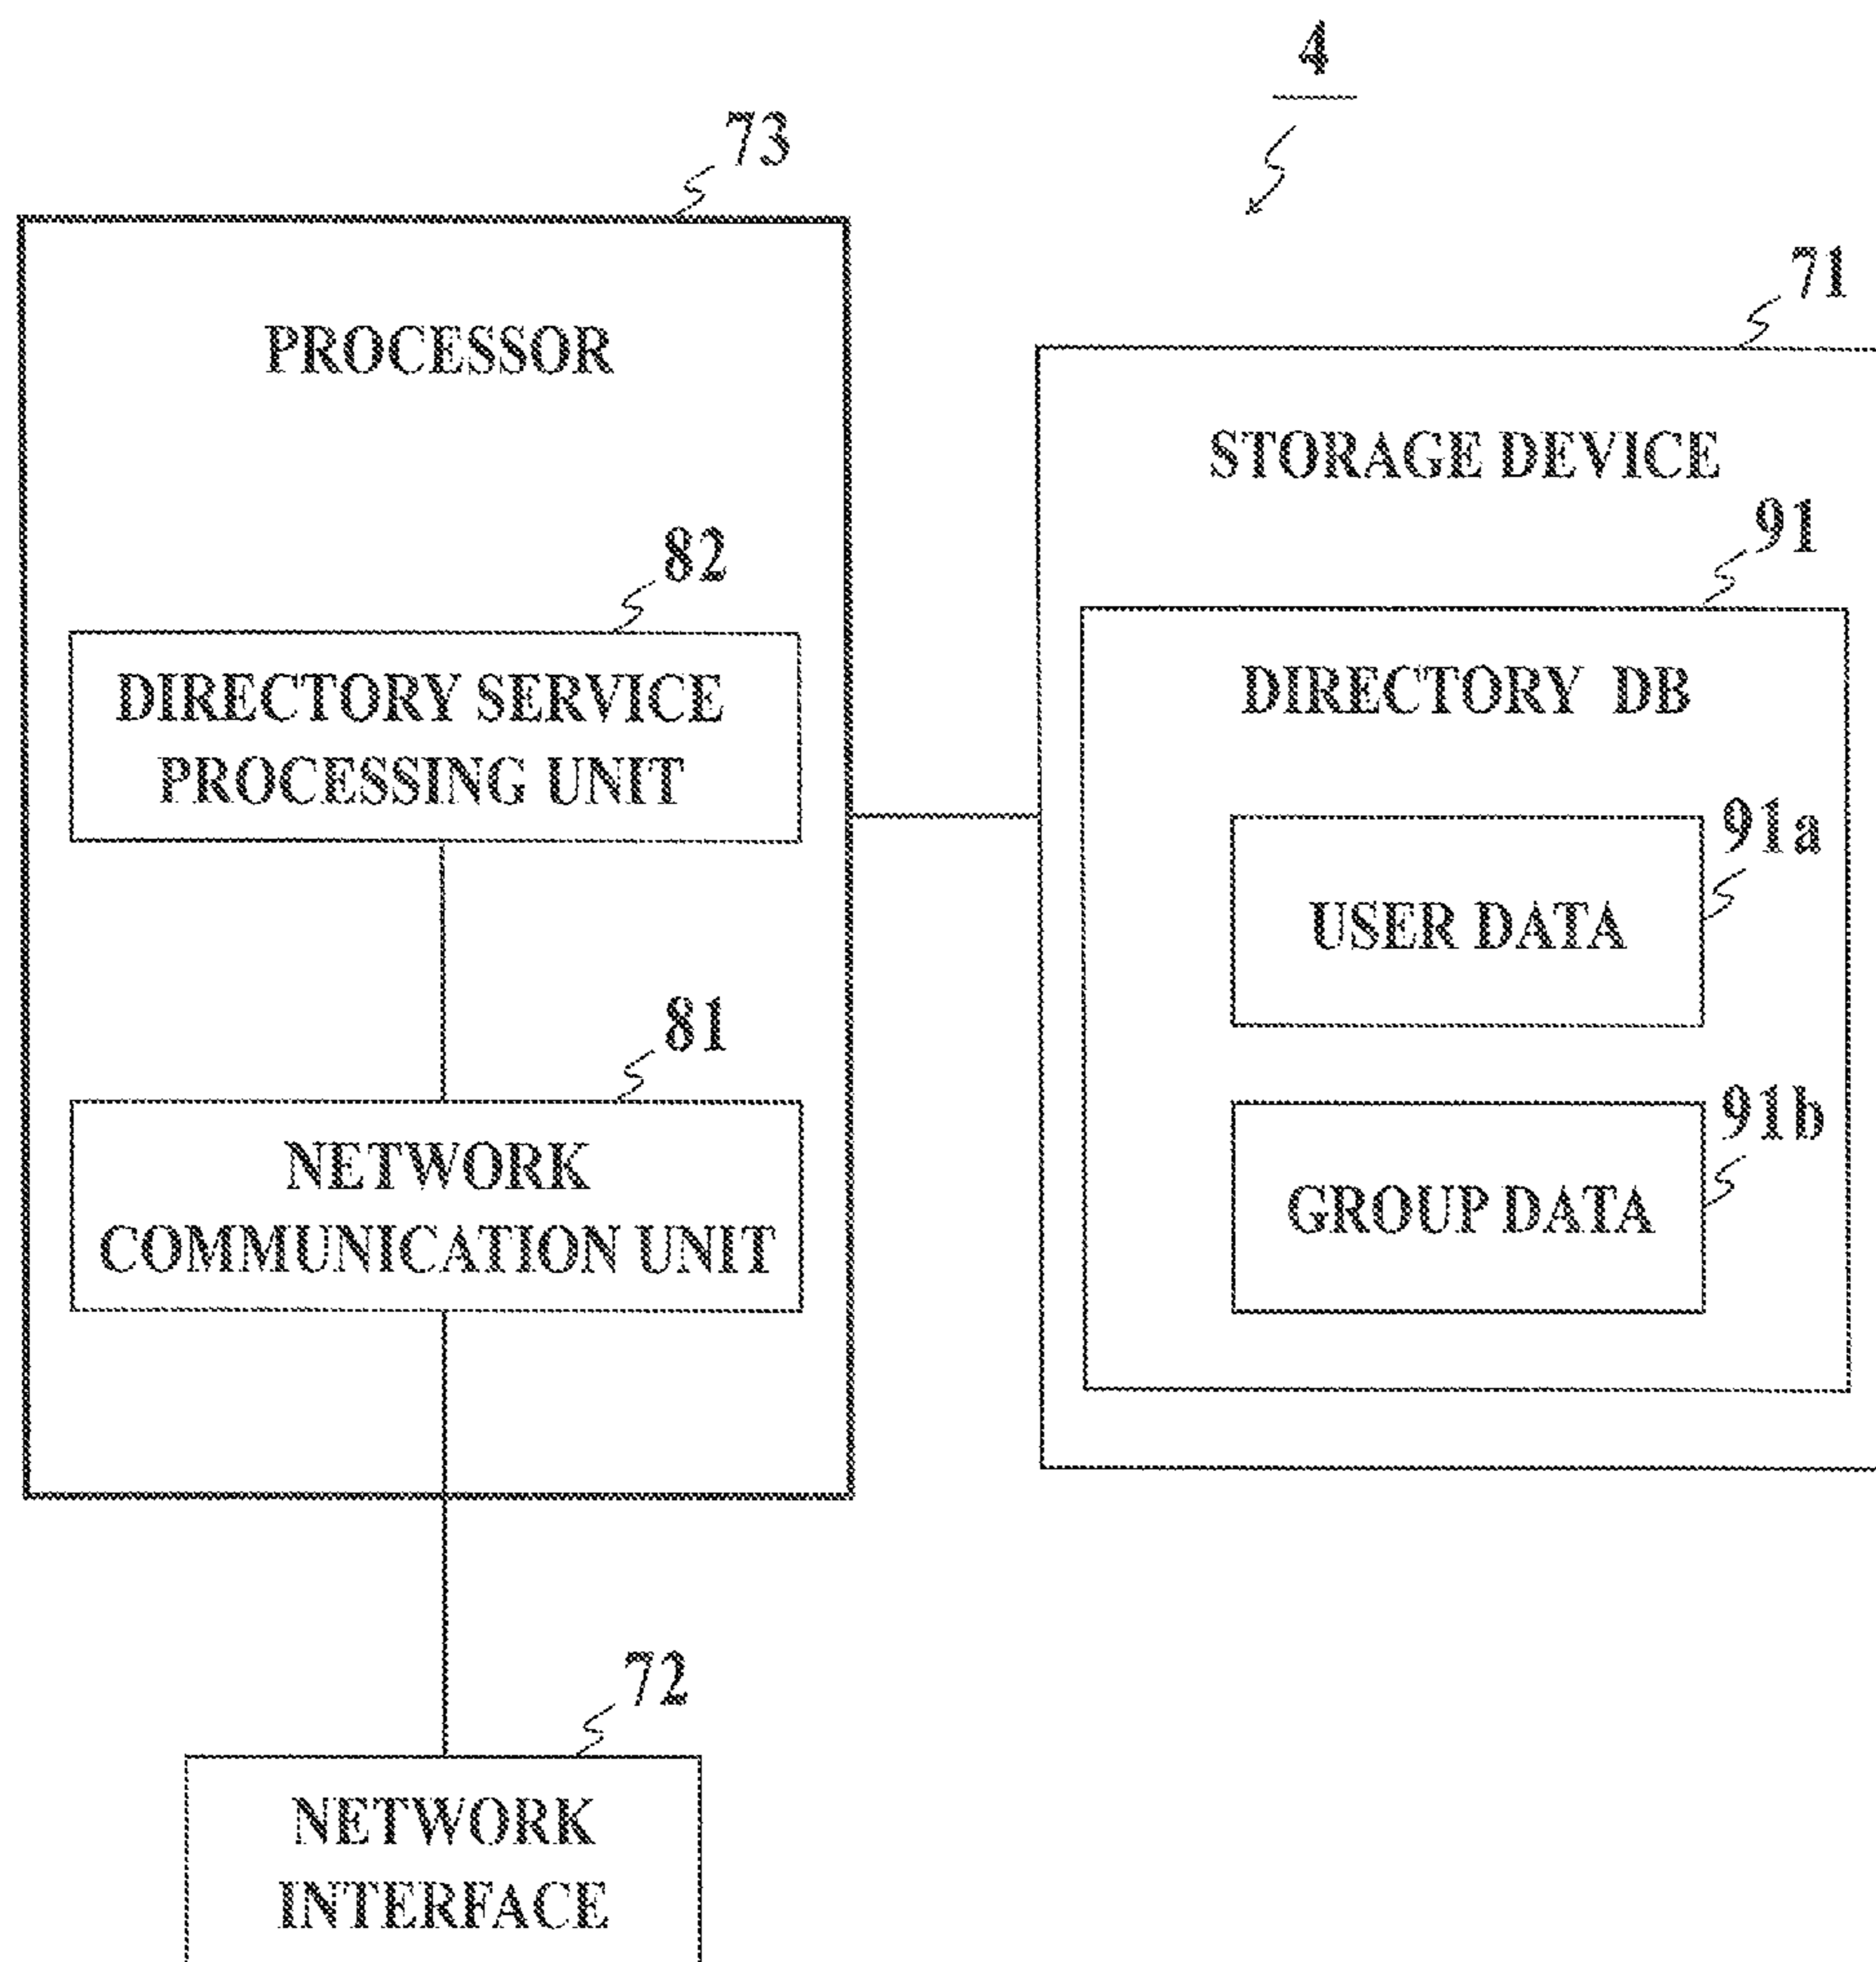 4
73
PROCESSOR
71
STORAGE DEVICE
82
DIRECTORY SERVICE
PROCESSING UNIT
91
DIRECTORY DB
91a
USER DATA
81
NETWORK
COMMUNICATION UNIT
91b
GROUP DATA
72
NETWORK
INTERFACE